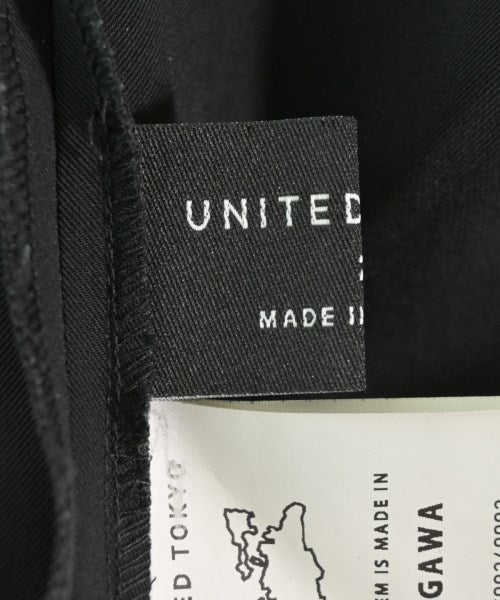 UNITED
MADE I
ED TOKYO
EM IS MADE IN
GAWA